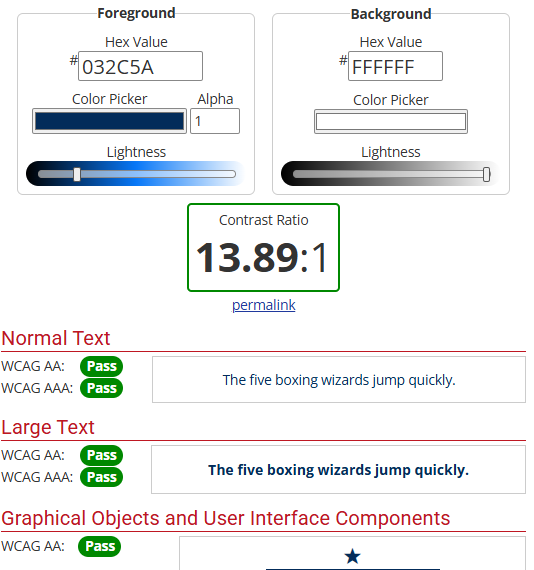 Foreground
Background
Hex Value
Hex Value
#032C5A
#FFFFFF
Color Picker
Alpha
Color Picker
1
Lightness
Lightness
Contrast Ratio
13.89:1
permalink
Normal Text
WCAG AA: Pass
WCAG AAA: Pass
The five boxing wizards jump quickly.
Large Text
WCAG AA: Pass
WCAG AAA: Pass
The five boxing wizards jump quickly.
Graphical Objects and User Interface Components
WCAG AA: Pass